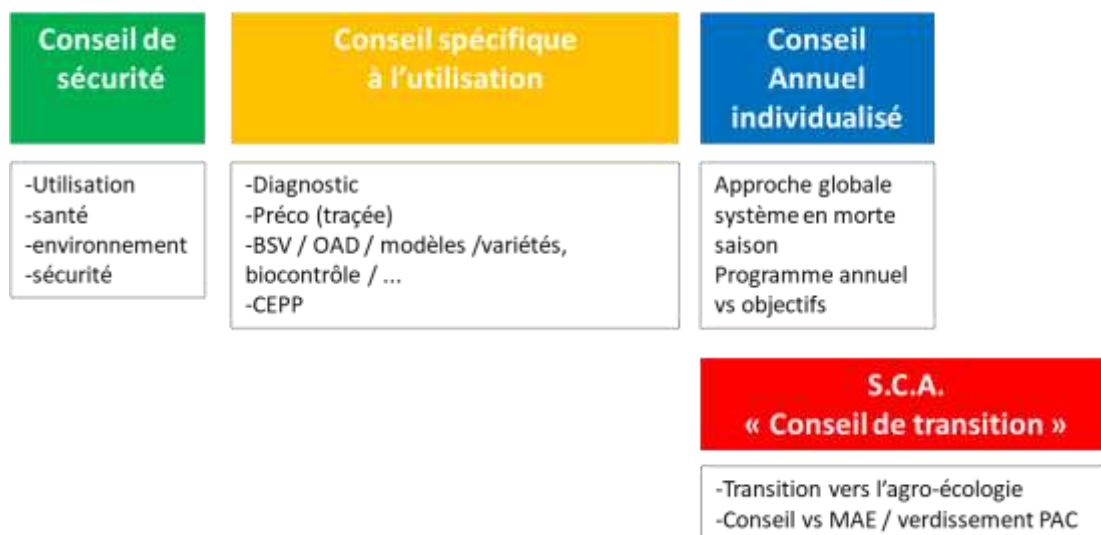 Conseil de
sécurité
-Utilisation
-santé
-environnement
-sécurité
Conseil spécifique
à l'utilisation
-Diagnostic
-Préco (traçée)
-BSV / OAD / modèles /variétés,
biocontrôle / ...
-CEPP
Conseil
Annuel
individualisé
Approche globale
système en morte
saison
Programme annuel
vs objectifs
S.C.A.
« Conseil de transition »
-Transition vers l'agro-écologie
-Conseil vs MAE / verdissement PAC